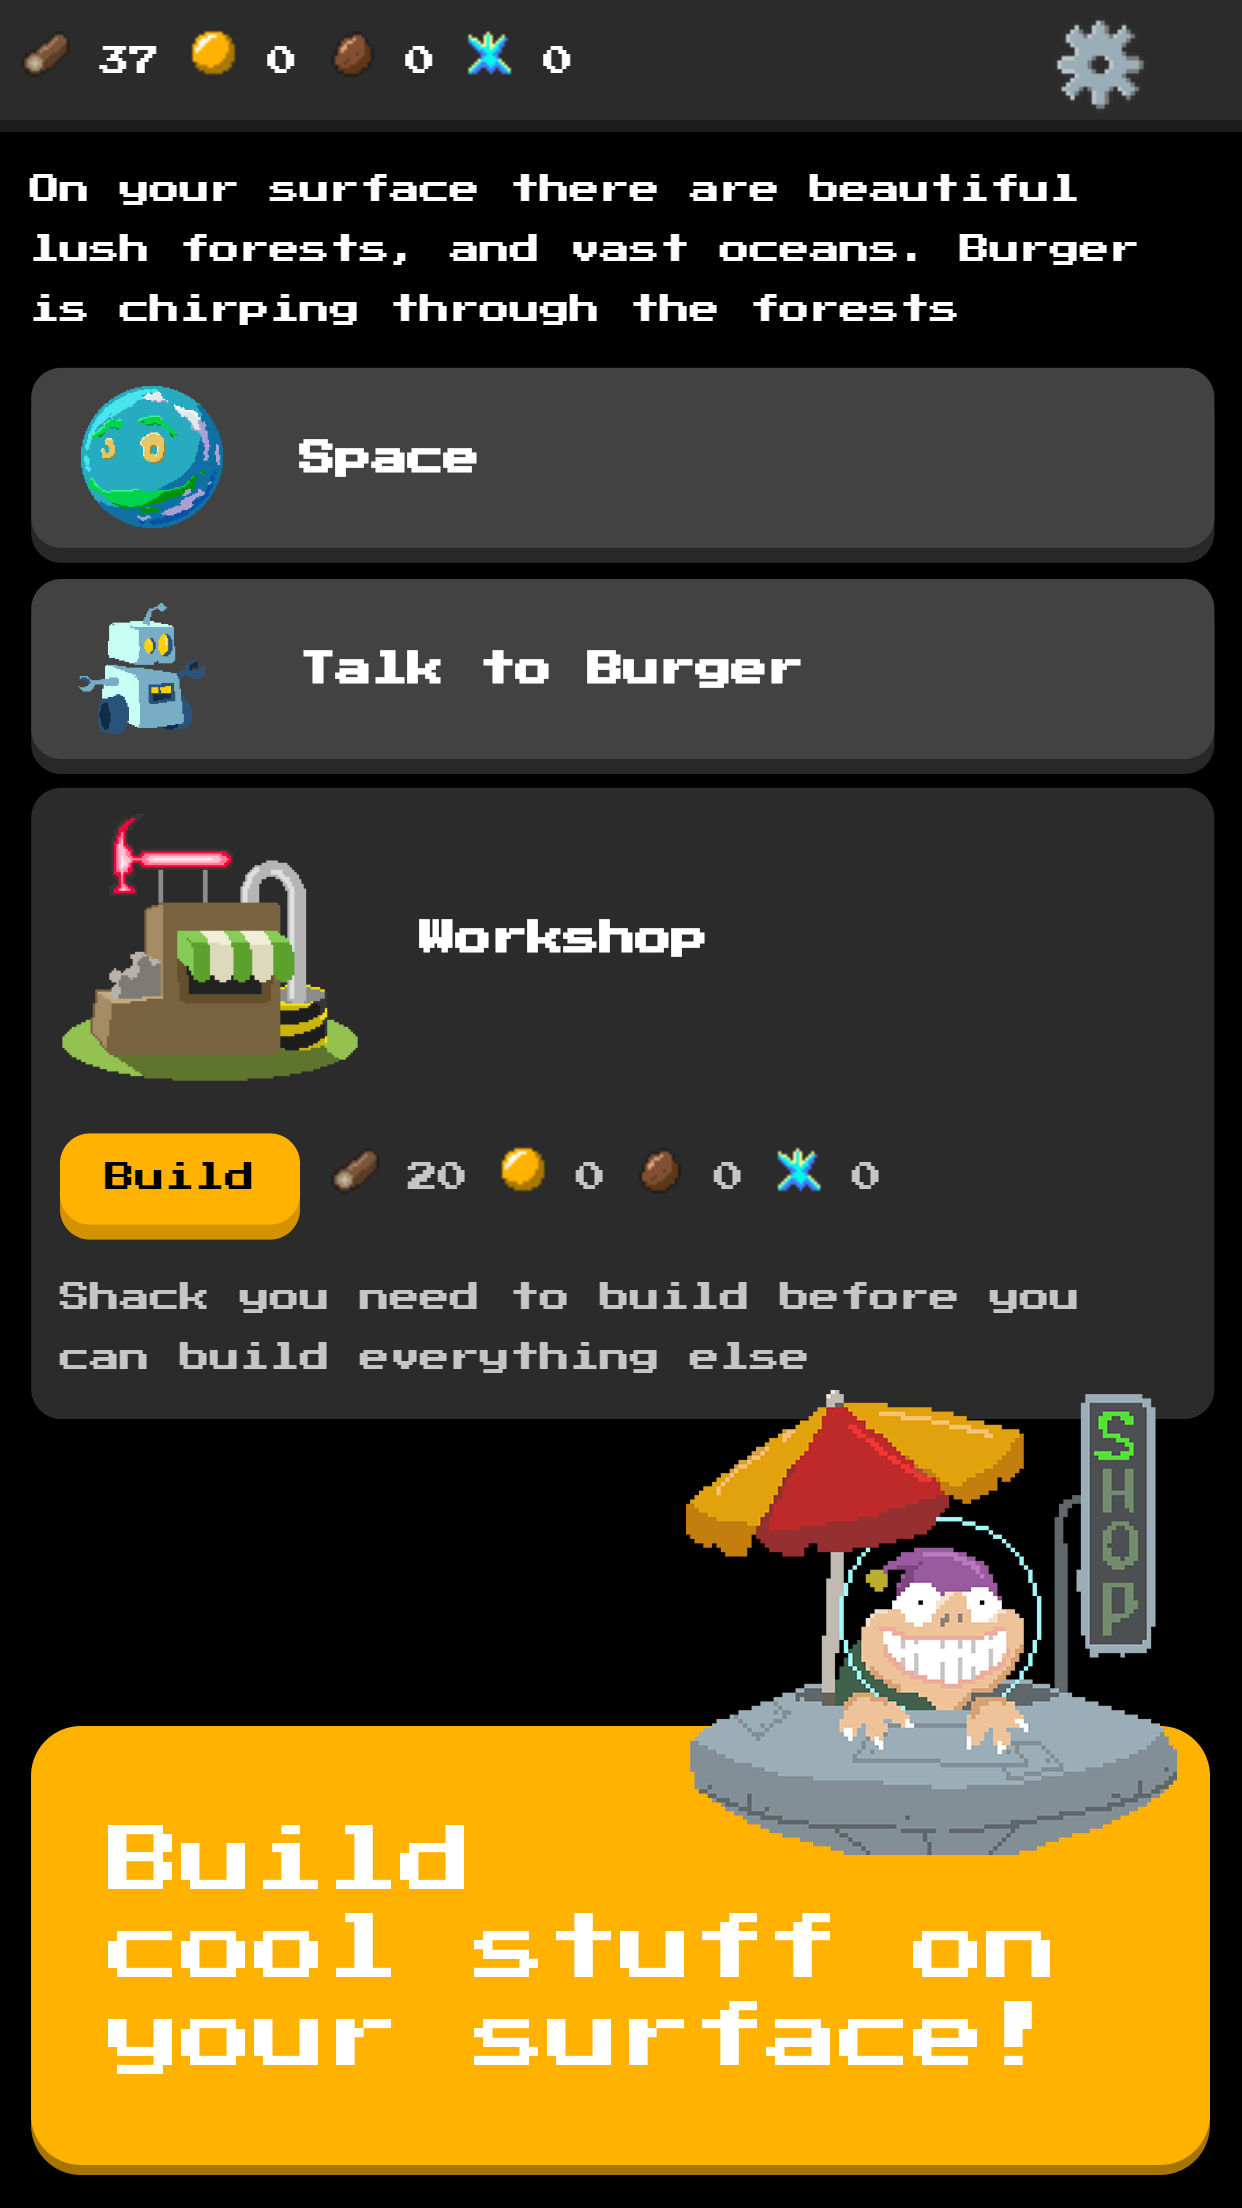 37 0 0 0
On your surface there are beautiful
lush forests, and vast oceans. Burger
is chirping through the forests
Space
Talk to Burger
Workshop
Build 20 0 0 0
Shack you need to build before you
can build everything else
SHOP
Build
cool stuff on
your surface!